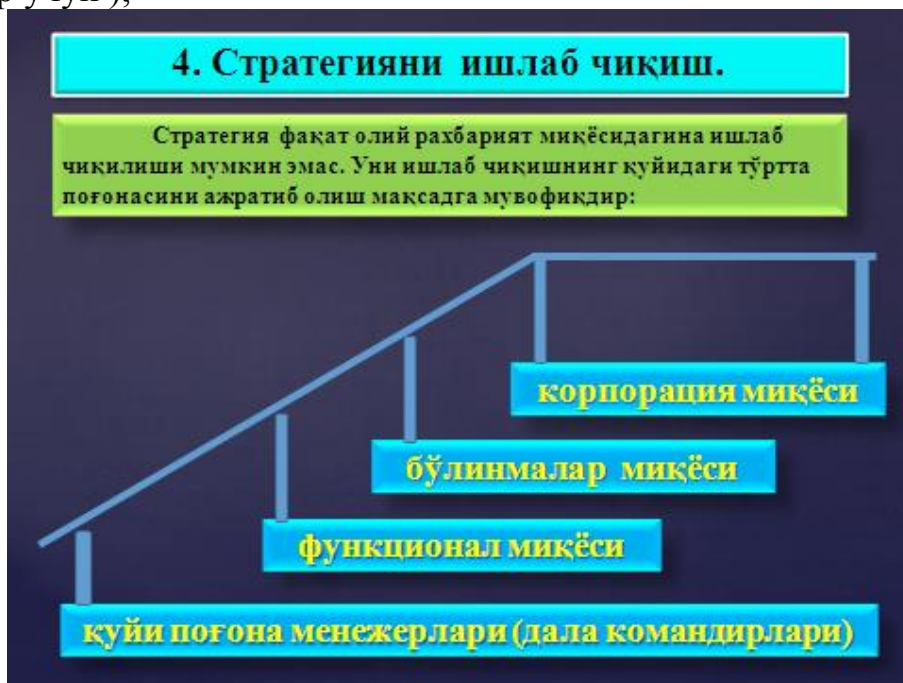 4. Стратегияни ишлаб чиқиш.
Стратегия фақат олий рахбарият миқёсидагина ишлаб
чиқилиши мумкин эмас. Уни ишлаб чиқишнинг қуйидаги тўртта
поғонасини ажратиб олиш мақсадга мувофиқдир:
корпорация миқёси
бўлинмалар миқёси
функционал миқёси
қуйи поғона менежерлари (дала командирлари)